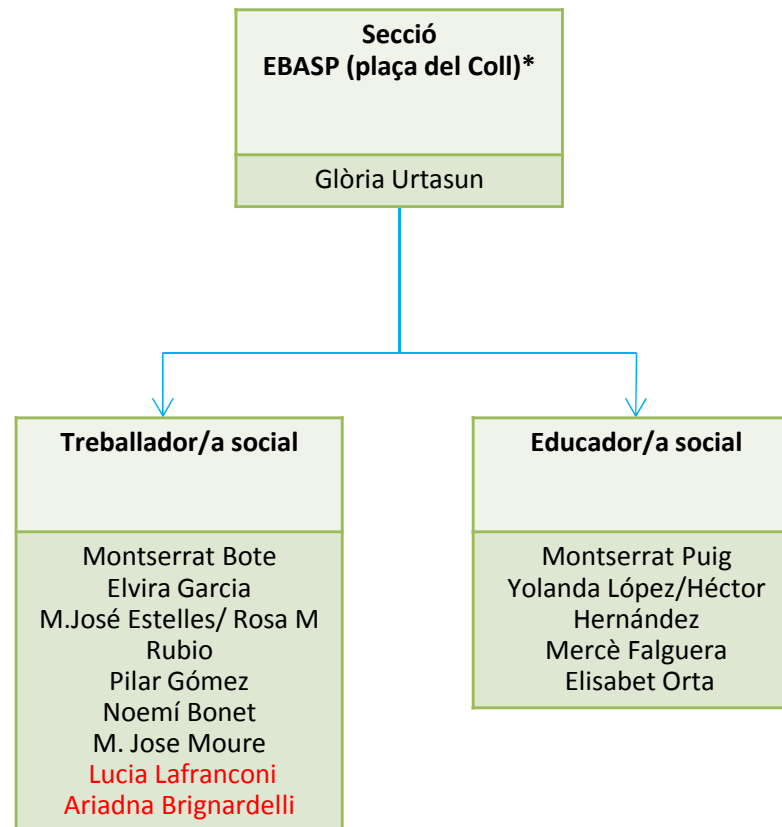 Secció
EBASP (plaça del Coll)*
Glòria Urtasun
Treballador/a social
Montserrat Bote
Elvira Garcia
M.José Estelles/ Rosa M
Rubio
Pilar Gómez
Noemí Bonet
M. Jose Moure
Lucia Lafranconi
Ariadna Brignardelli
Educador/a social
Montserrat Puig
Yolanda López/Héctor
Hernández
Mercè Falguera
Elisabet Orta